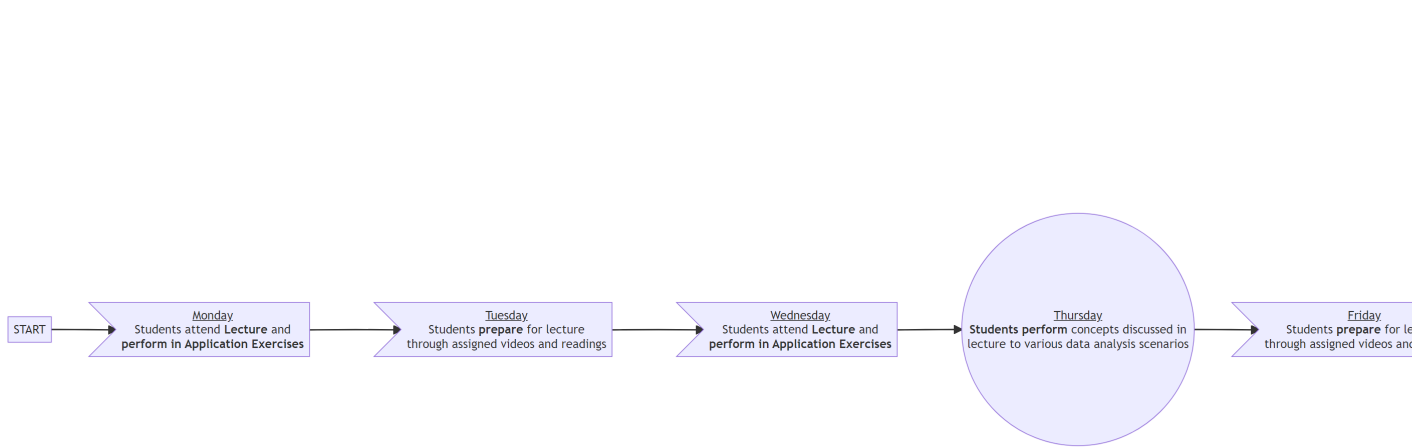 START
Monday
Students attend Lecture and
perform in Application Exercises
Tuesday
Students prepare for lecture
through assigned videos and readings
Wednesday
Students attend Lecture and
perform in Application Exercises
Thursday
Students perform concepts discussed in
lecture to various data analysis scenarios
Friday
Students prepare for
through assigned videos